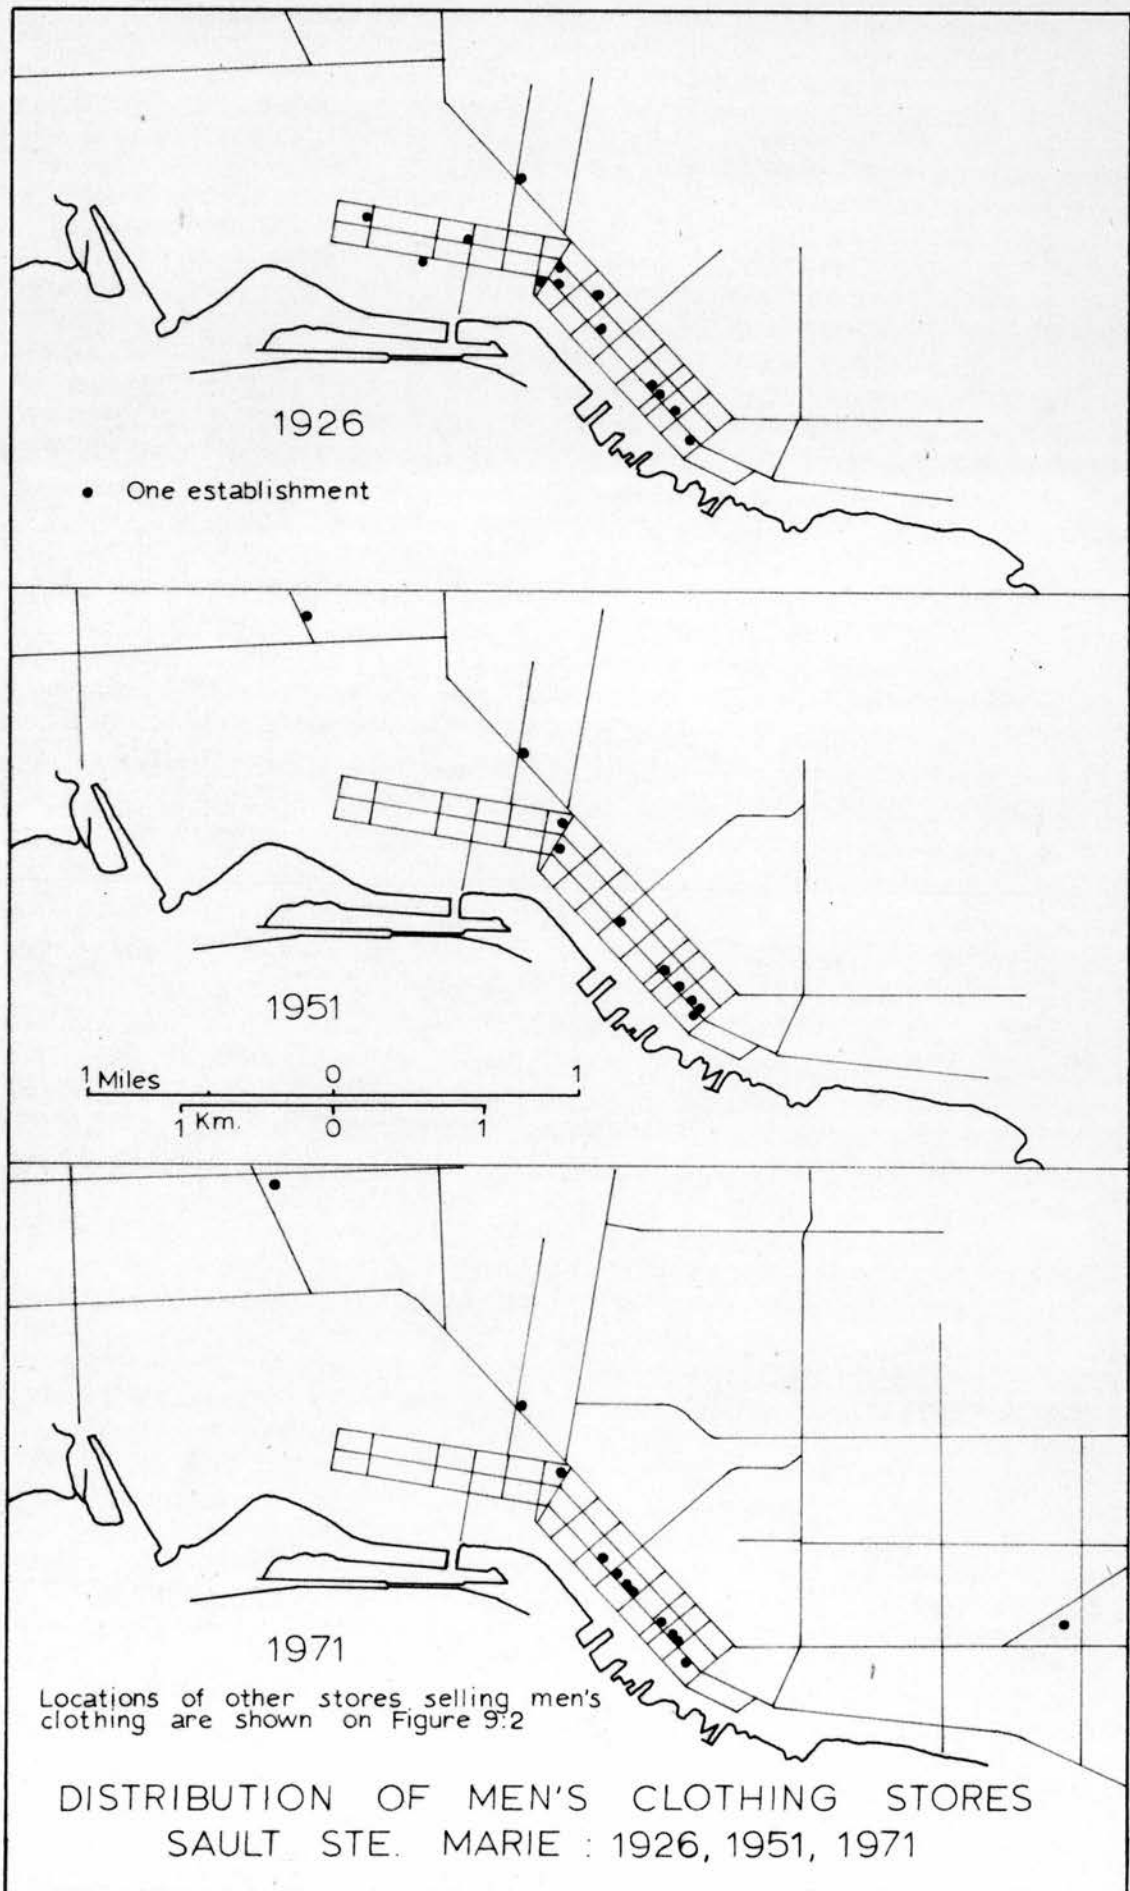 1926
One establishment
1951
1 Miles 0 1
1 Km. 0 1
1971
Locations of other stores selling men's
clothing are shown on Figure 9:2
DISTRIBUTION OF MEN'S CLOTHING STORES
SAULT STE. MARIE : 1926, 1951, 1971